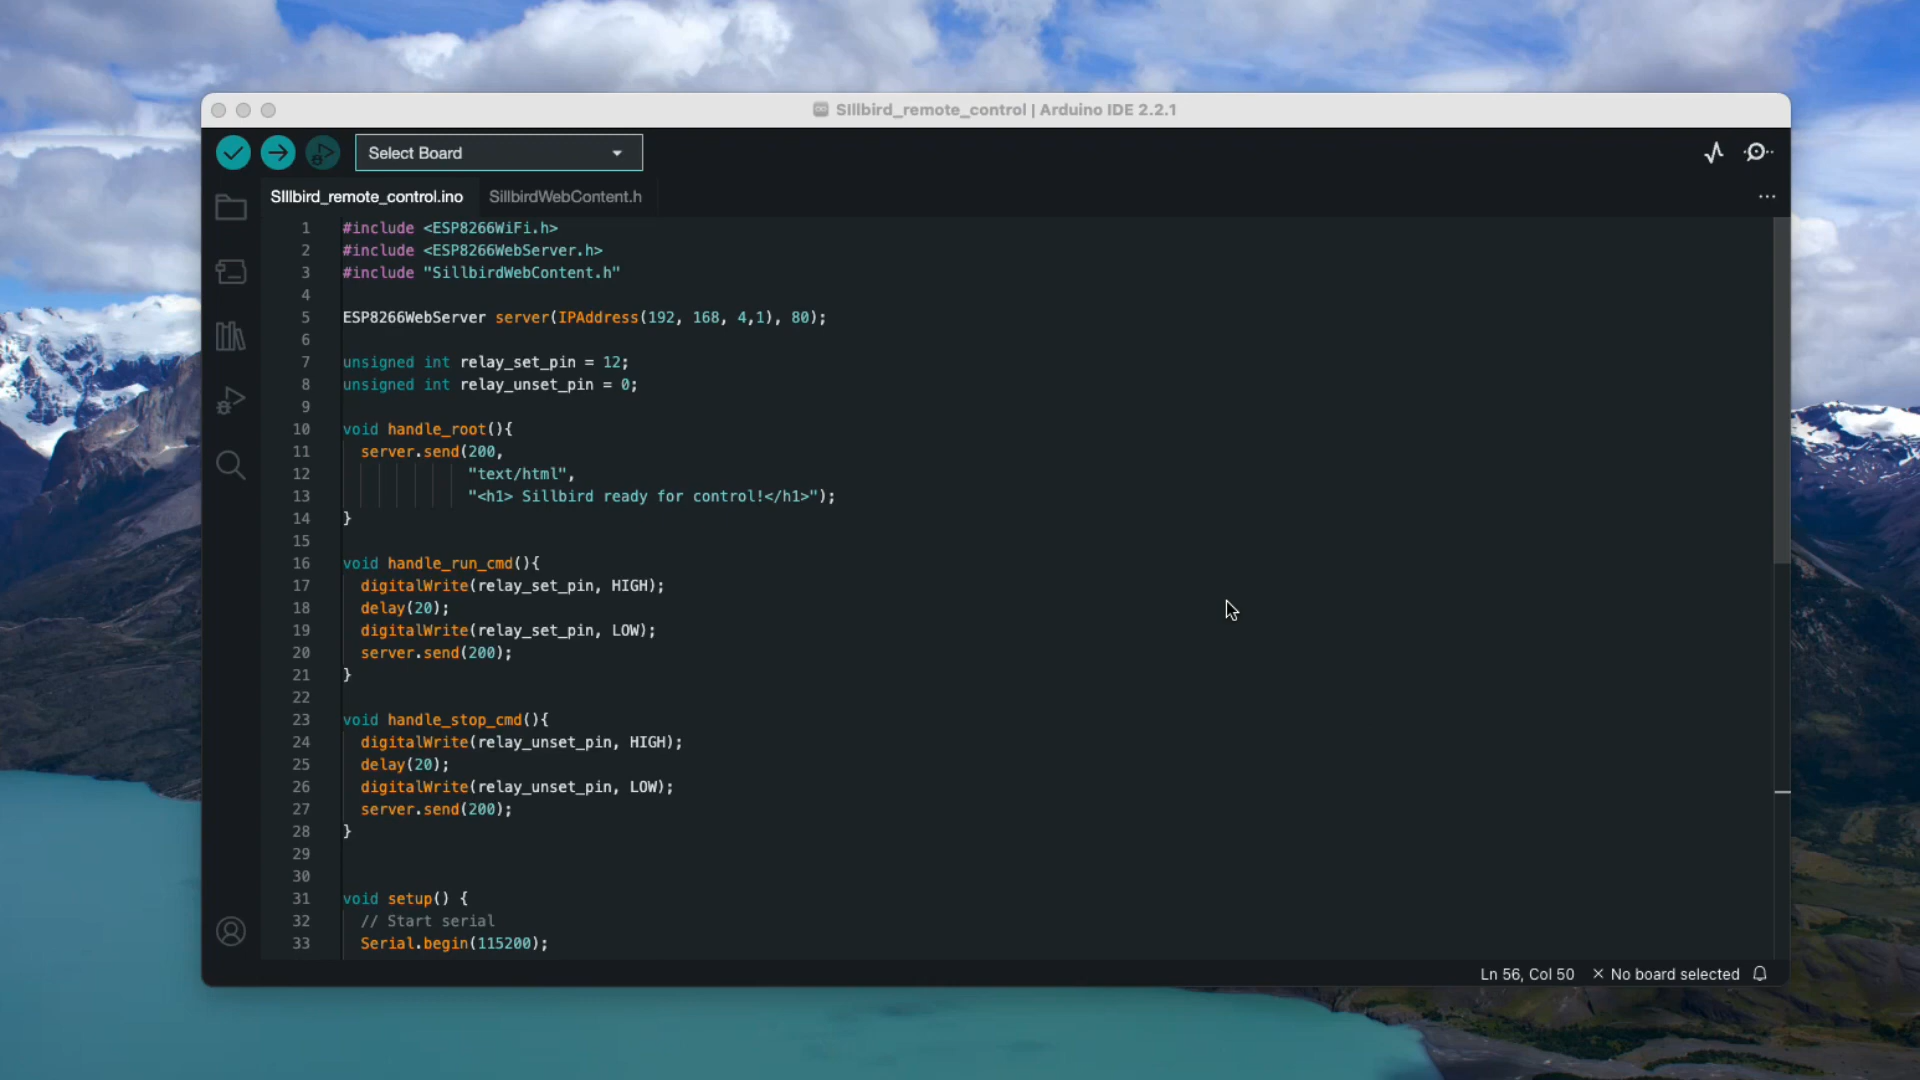 SIllbird_remote_control | Arduino IDE 2.2.1
Select Board
SIllbird_remote_control.ino SillbirdWebContent.h
1 #include <ESP8266WiFi.h>
2 #include <ESP8266WebServer.h>
3 #include "SillbirdWebContent.h"
4
5 ESP8266WebServer server(IPAddress(192, 168, 4,1), 80);
6
7 unsigned int relay_set_pin = 12;
8 unsigned int relay_unset_pin = 0;
9
10 void handle_root(){
11 server.send(200,
12 "text/html",
13 "<h1> Sillbird ready for control!</h1>");
14 }
15
16 void handle_run_cmd(){
17 digitalWrite(relay_set_pin, HIGH);
18 delay(20);
19 digitalWrite(relay_set_pin, LOW);
20 server.send(200);
21 }
22
23 void handle_stop_cmd(){
24 digitalWrite(relay_unset_pin, HIGH);
25 delay(20);
26 digitalWrite(relay_unset_pin, LOW);
27 server.send(200);
28 }
29
30
31 void setup() {
32 // Start serial
33 Serial.begin(115200);
Ln 56, Col 50 × No board selected